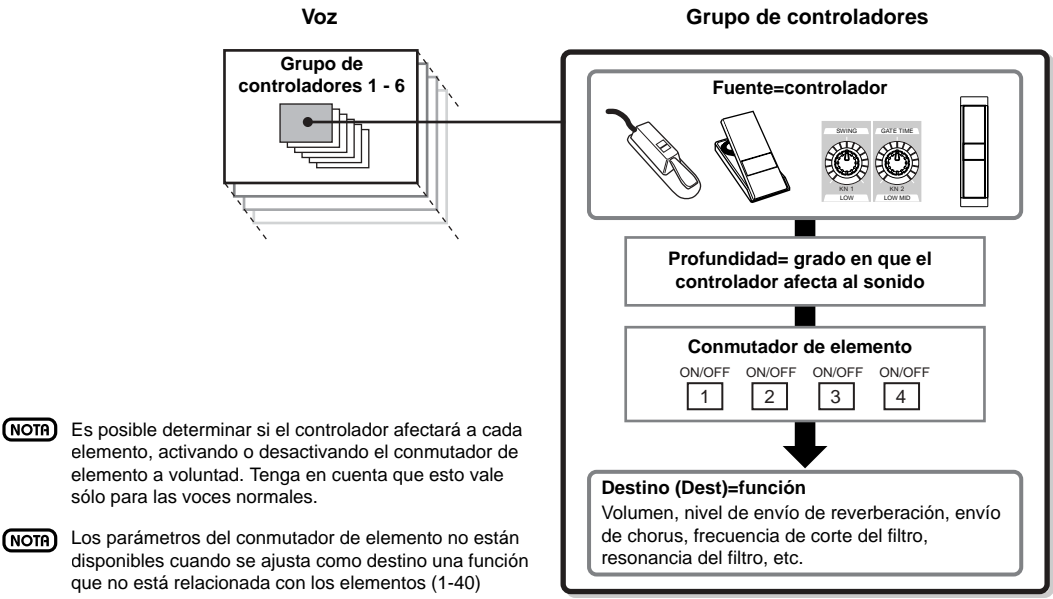 Voz
Grupo de controladores
Grupo de
controladores 1 - 6
Fuente=controlador
SWING
GATE TIME
KN 1
KN 2
LOW
LOW MID
Profundidad= grado en que el
controlador afecta al sonido
Conmutador de elemento
ON/OFF ON/OFF ON/OFF ON/OFF
1 2 3 4
NOTA Es posible determinar si el controlador afectará a cada
elemento, activando o desactivando el conmutador de
elemento a voluntad. Tenga en cuenta que esto vale
sólo para las voces normales.
NOTA Los parámetros del conmutador de elemento no están
disponibles cuando se ajusta como destino una función
que no está relacionada con los elementos (1-40)
Destino (Dest)=función
Volumen, nivel de envío de reverberación, envío
de chorus, frecuencia de corte del filtro,
resonancia del filtro, etc.